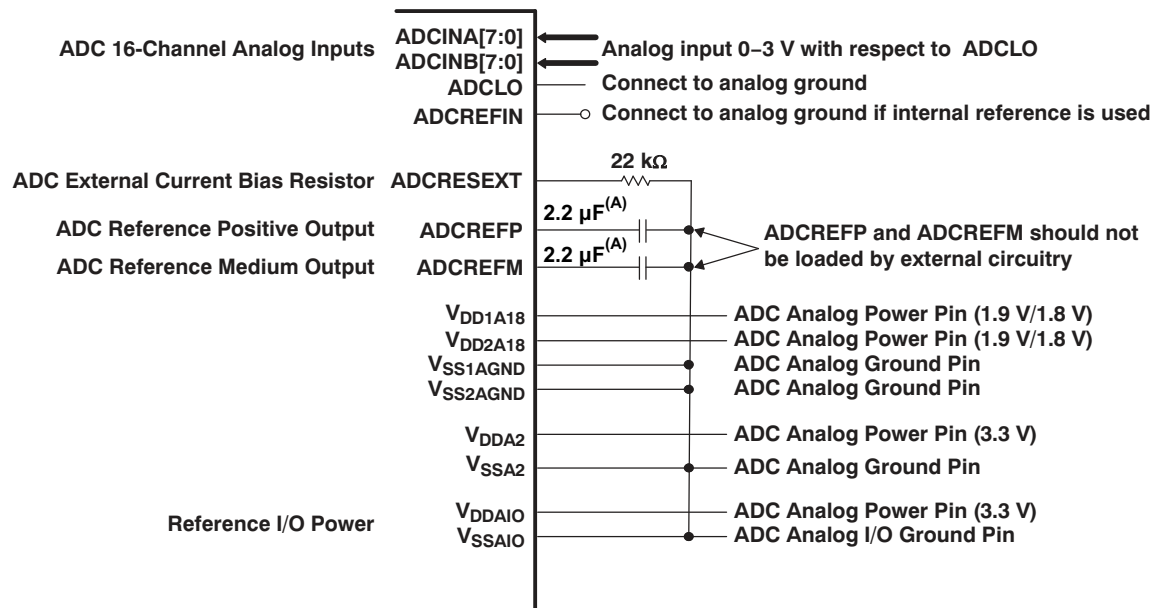 ADC 16-Channel Analog Inputs
ADCINA[7:0]
ADCINB[7:0]
Analog input 0–3 V with respect to ADCLO
ADCLO
Connect to analog ground
ADCREFIN
Connect to analog ground if internal reference is used
22 kΩ
ADC External Current Bias Resistor
ADCRESEXT
2.2 µF(A)
ADC Reference Positive Output
ADCREFP
2.2 µF(A)
ADC Reference Medium Output
ADCREFM
ADCREFP and ADCREFM should not
be loaded by external circuitry
VDD1A18
ADC Analog Power Pin (1.9 V/1.8 V)
VDD2A18
ADC Analog Power Pin (1.9 V/1.8 V)
VSS1AGND
ADC Analog Ground Pin
VSS2AGND
ADC Analog Ground Pin
VDDA2
ADC Analog Power Pin (3.3 V)
VSSA2
ADC Analog Ground Pin
Reference I/O Power
VDDAIO
ADC Analog Power Pin (3.3 V)
VSSAIO
ADC Analog I/O Ground Pin